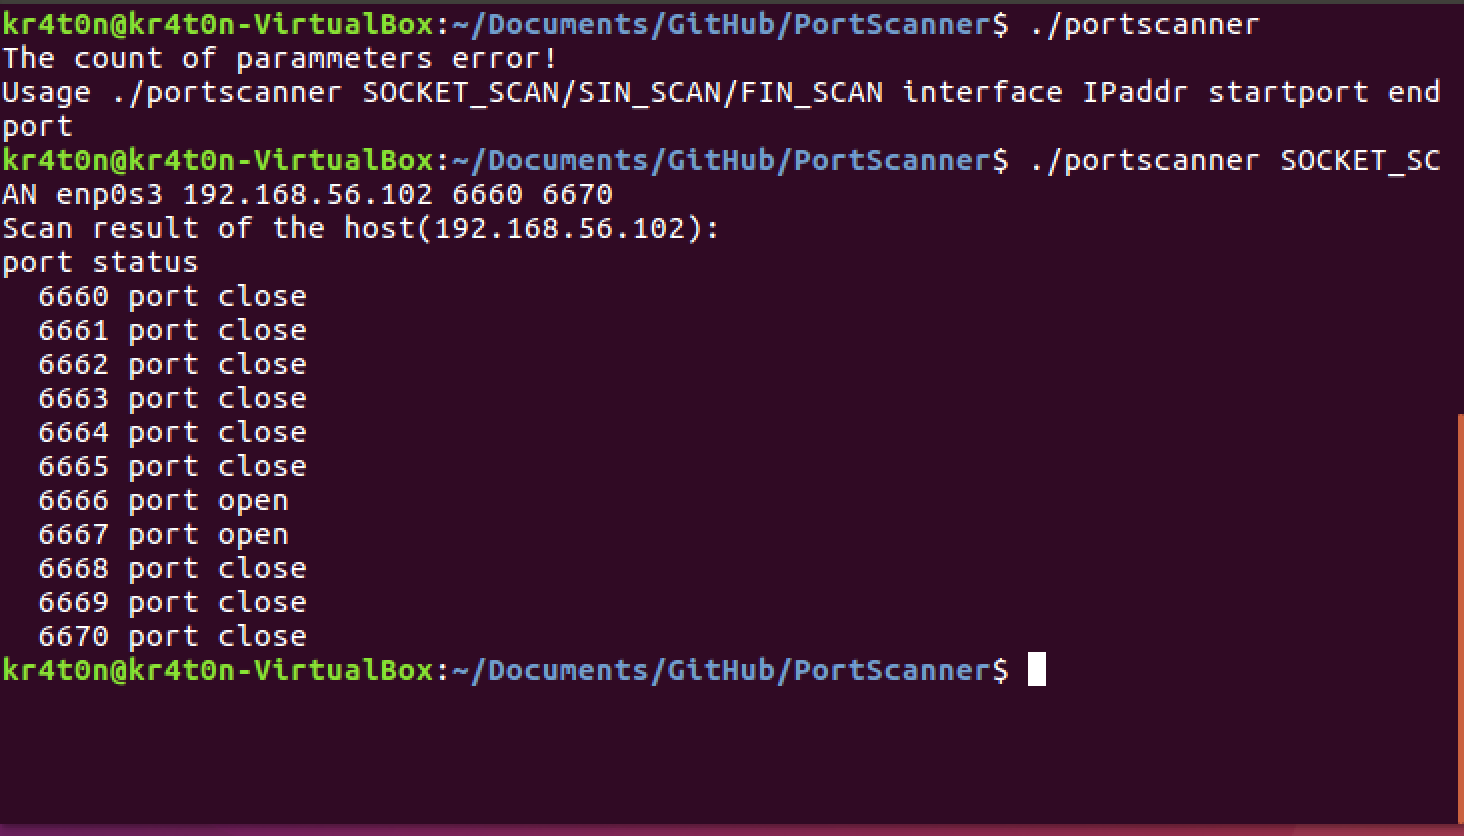 kr4t0n@kr4t0n-VirtualBox:~/Documents/GitHub/PortScanner$ ./portscanner
The count of parammeters error!
Usage ./portscanner SOCKET_SCAN/SIN_SCAN/FIN_SCAN interface IPaddr startport end
port
kr4t0n@kr4t0n-VirtualBox:~/Documents/GitHub/PortScanner$ ./portscanner SOCKET_SC
AN enp0s3 192.168.56.102 6660 6670
Scan result of the host(192.168.56.102):
port status
  6660 port close
  6661 port close
  6662 port close
  6663 port close
  6664 port close
  6665 port close
  6666 port open
  6667 port open
  6668 port close
  6669 port close
  6670 port close
kr4t0n@kr4t0n-VirtualBox:~/Documents/GitHub/PortScanner$